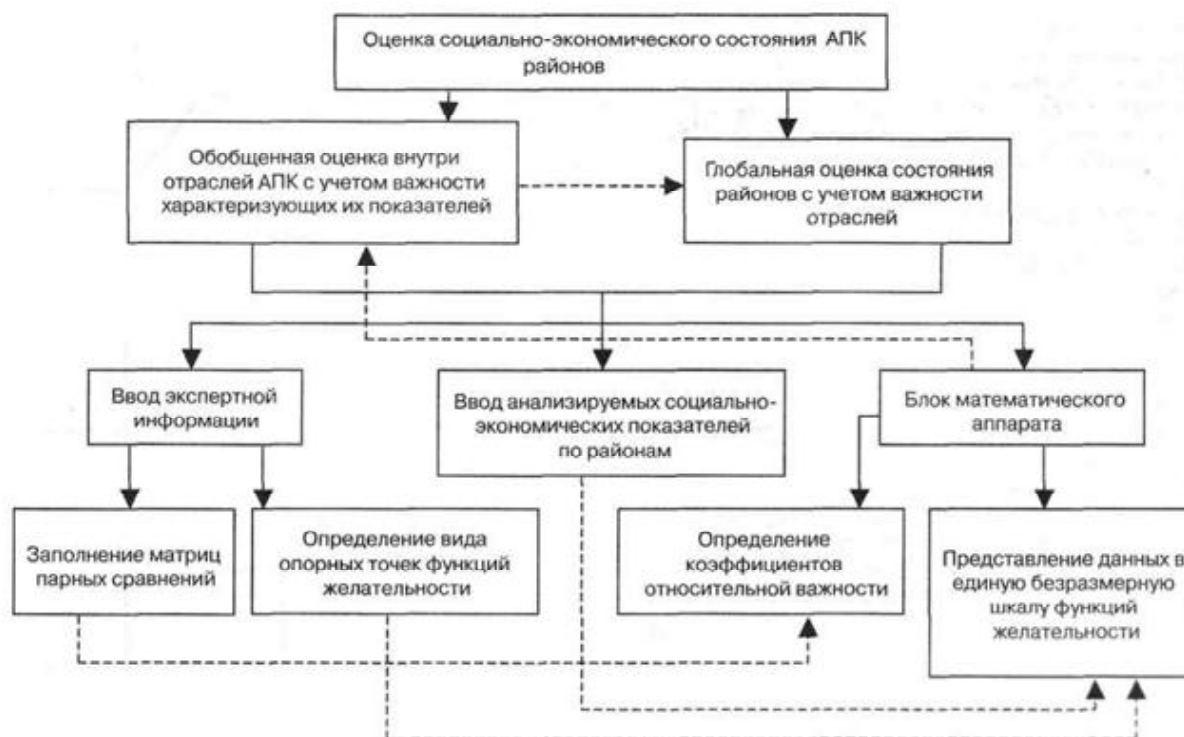 Оценка социально-экономического состояния АПК
районов
Обобщенная оценка внутри
отраслей АПК с учетом важности
характеризующих их показателей
Глобальная оценка состояния
районов с учетом важности
отраслей
Ввод экспертной
информации
Ввод анализируемых социально-
экономических показателей
по районам
Блок математического
аппарата
Заполнение матриц
парных сравнений
Определение вида
опорных точек функций
желательности
Определение
коэффициентов
относительной важности
Представление данных в
единую безразмерную
шкалу функций
желательности